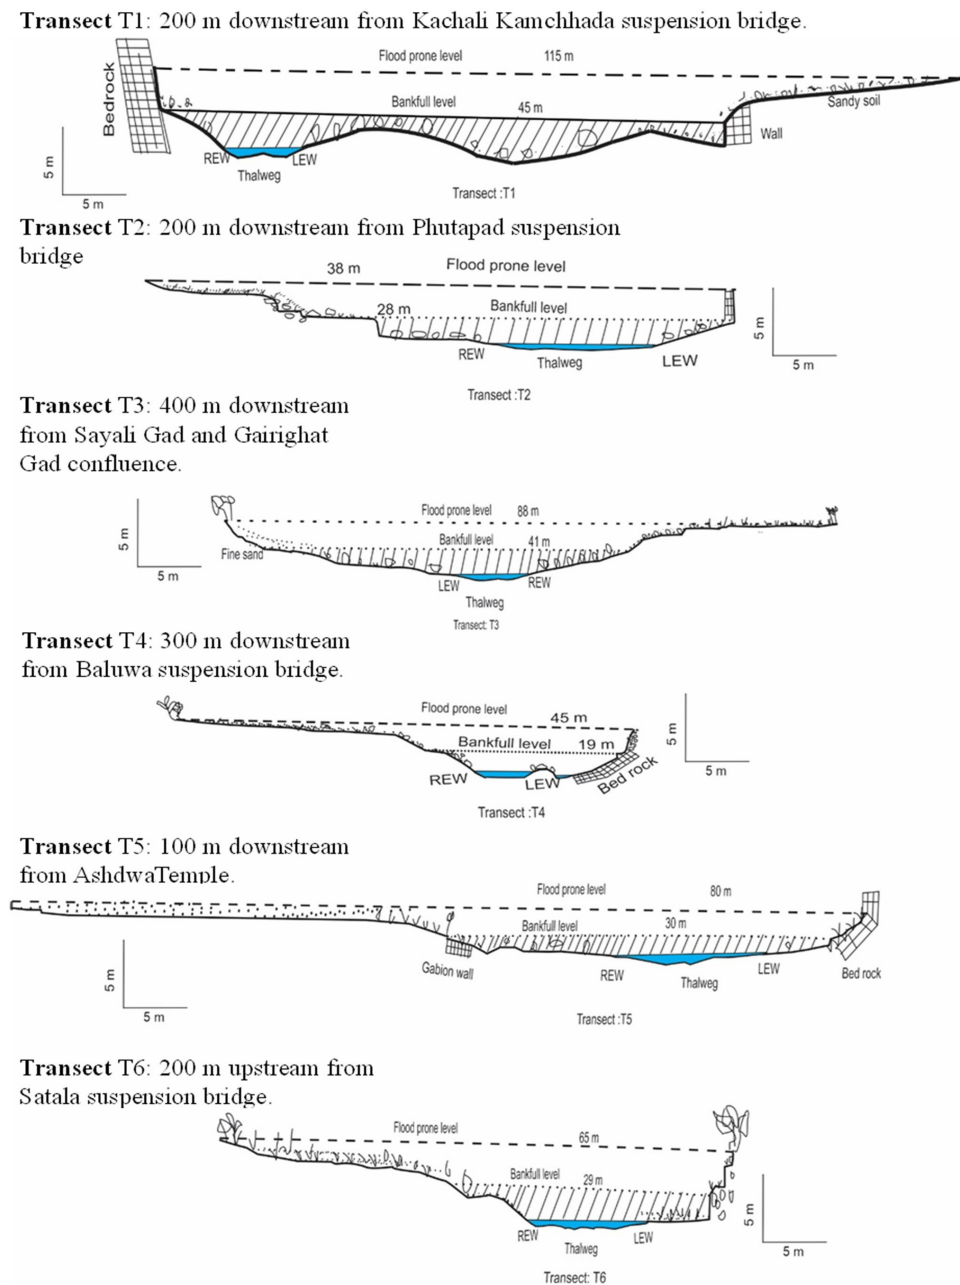 Transect T1: 200 m downstream from Kachali Kamchhada suspension bridge.
Flood prone level 115 m
Bedrock
Bankfull level 45 m
Sandy soil
Wall
REW LEW
Thalweg
5 m
5 m
Transect :T1
Transect T2: 200 m downstream from Phutapad suspension
bridge
38 m Flood prone level
28 m Bankfull level
REW Thalweg LEW
5 m
5 m
Transect :T2
Transect T3: 400 m downstream
from Sayali Gad and Gairighat
Gad confluence.
Flood prone level 88 m
Bankfull level 41 m
5 m
Fine sand
5 m
LEW REW
Thalweg
Transect: T3
Transect T4: 300 m downstream
from Baluwa suspension bridge.
Flood prone level 45 m
Bankfull level 19 m
5 m
5 m
REW LEW Bed rock
Transect :T4
Transect T5: 100 m downstream
from AshdwaTemple.
Flood prone level 80 m
Bankfull level 30 m
5 m
Gabion wall REW Thalweg LEW Bed rock
5 m
Transect :T5
Transect T6: 200 m upstream from
Satala suspension bridge.
Flood prone level 65 m
Bankfull level 29 m
5 m
REW Thalweg LEW
5 m
Transect: T6